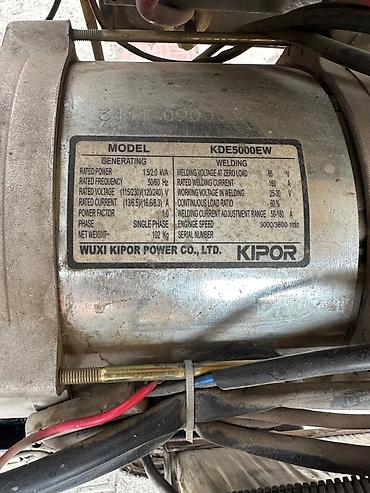 MODEL KDE5000EW
GENERATING WELDING
RATED POWER 1.5/2.0 kVA WELDING VOLTAGE AT ZERO LOAD 65 V
RATED FREQUENCY 50/60 Hz RATED WELDING CURRENT 160 A
RATED VOLTAGE (115/230)/(120/240) V WORKING VOLTAGE IN WELDING 25-30 V
RATED CURRENT (13/6.5)/(16.6/8.3) A CONTINUOUS LOAD RATIO 60 %
POWER FACTOR 1.0 WELDING CURRENT ADJUSTMENT RANGE 50-160 A
PHASE SINGLE PHASE ENGINGE SPEED 3000/3600 r/min
NET WEIGHT: 102 Kg SERIAL NUMBER
WUXI KIPOR POWER CO., LTD. KIPOR